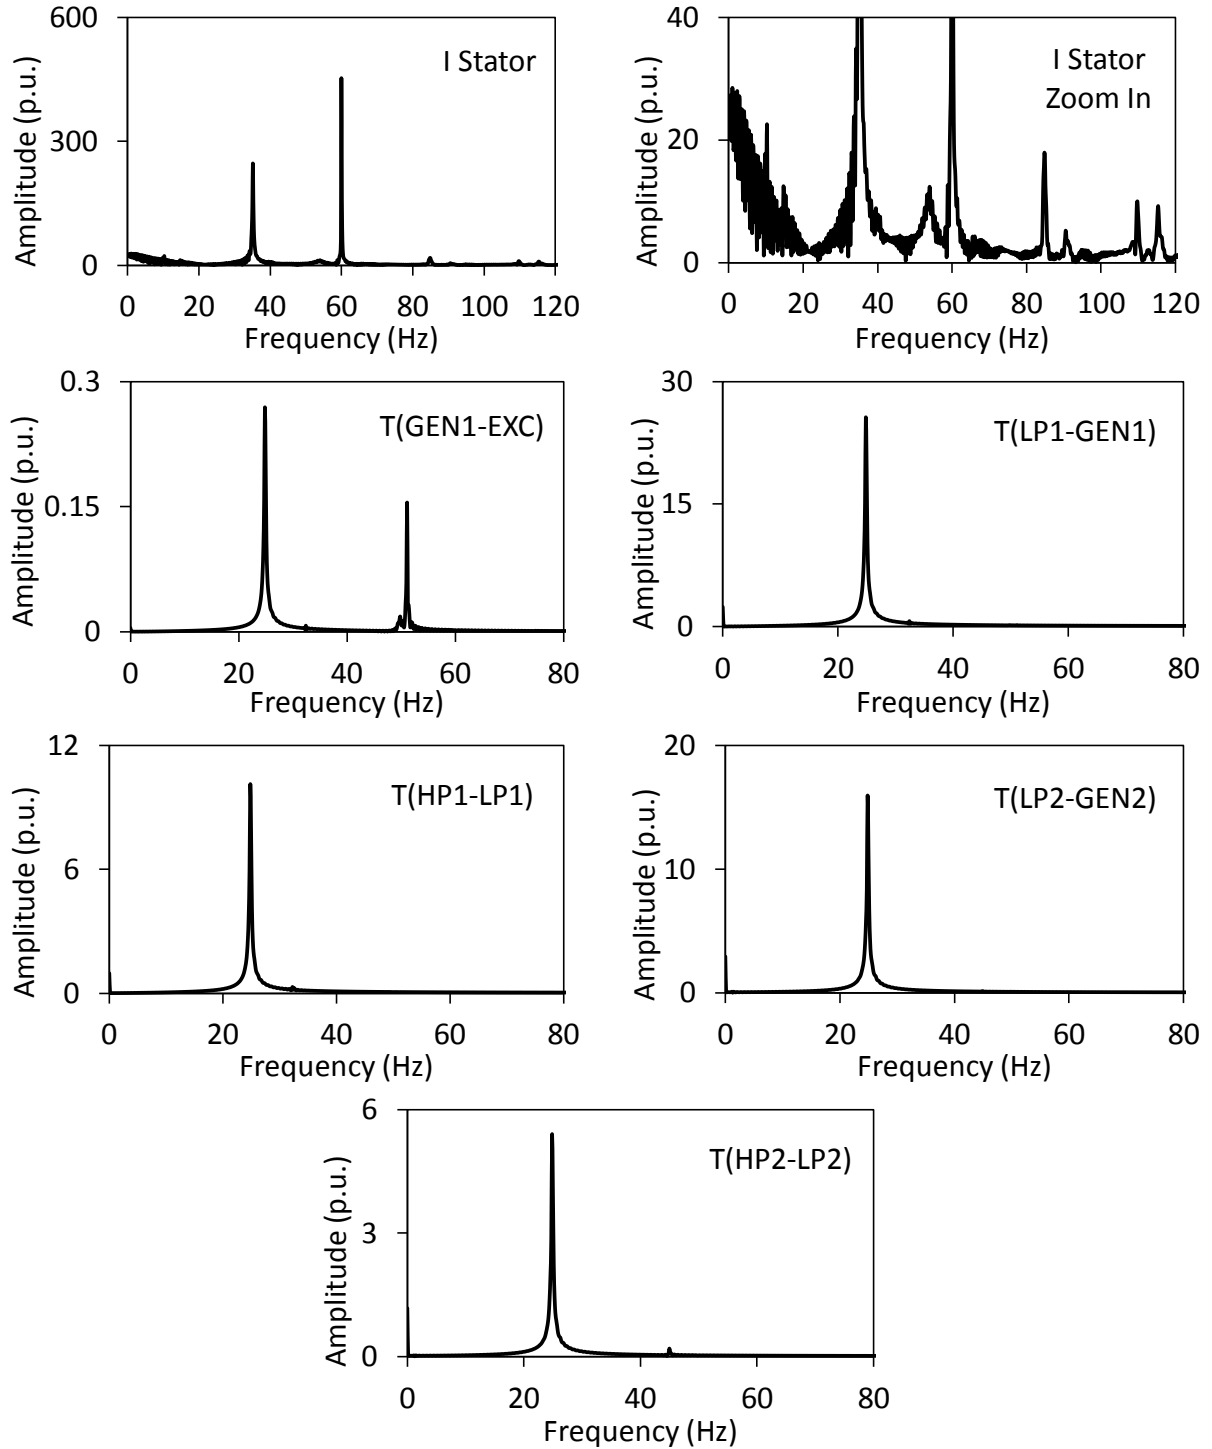 600
300
0
Amplitude (p.u.)
I Stator
0 20 40 60 80 100 120
Frequency (Hz)
40
20
0
Amplitude (p.u.)
I Stator
Zoom In
0 20 40 60 80 100 120
Frequency (Hz)
0.3
0.15
0
Amplitude (p.u.)
T(GEN1-EXC)
0 20 40 60 80
Frequency (Hz)
30
15
0
Amplitude (p.u.)
T(LP1-GEN1)
0 20 40 60 80
Frequency (Hz)
12
6
0
Amplitude (p.u.)
T(HP1-LP1)
0 20 40 60 80
Frequency (Hz)
20
10
0
Amplitude (p.u.)
T(LP2-GEN2)
0 20 40 60 80
Frequency (Hz)
6
3
0
Amplitude (p.u.)
T(HP2-LP2)
0 20 40 60 80
Frequency (Hz)